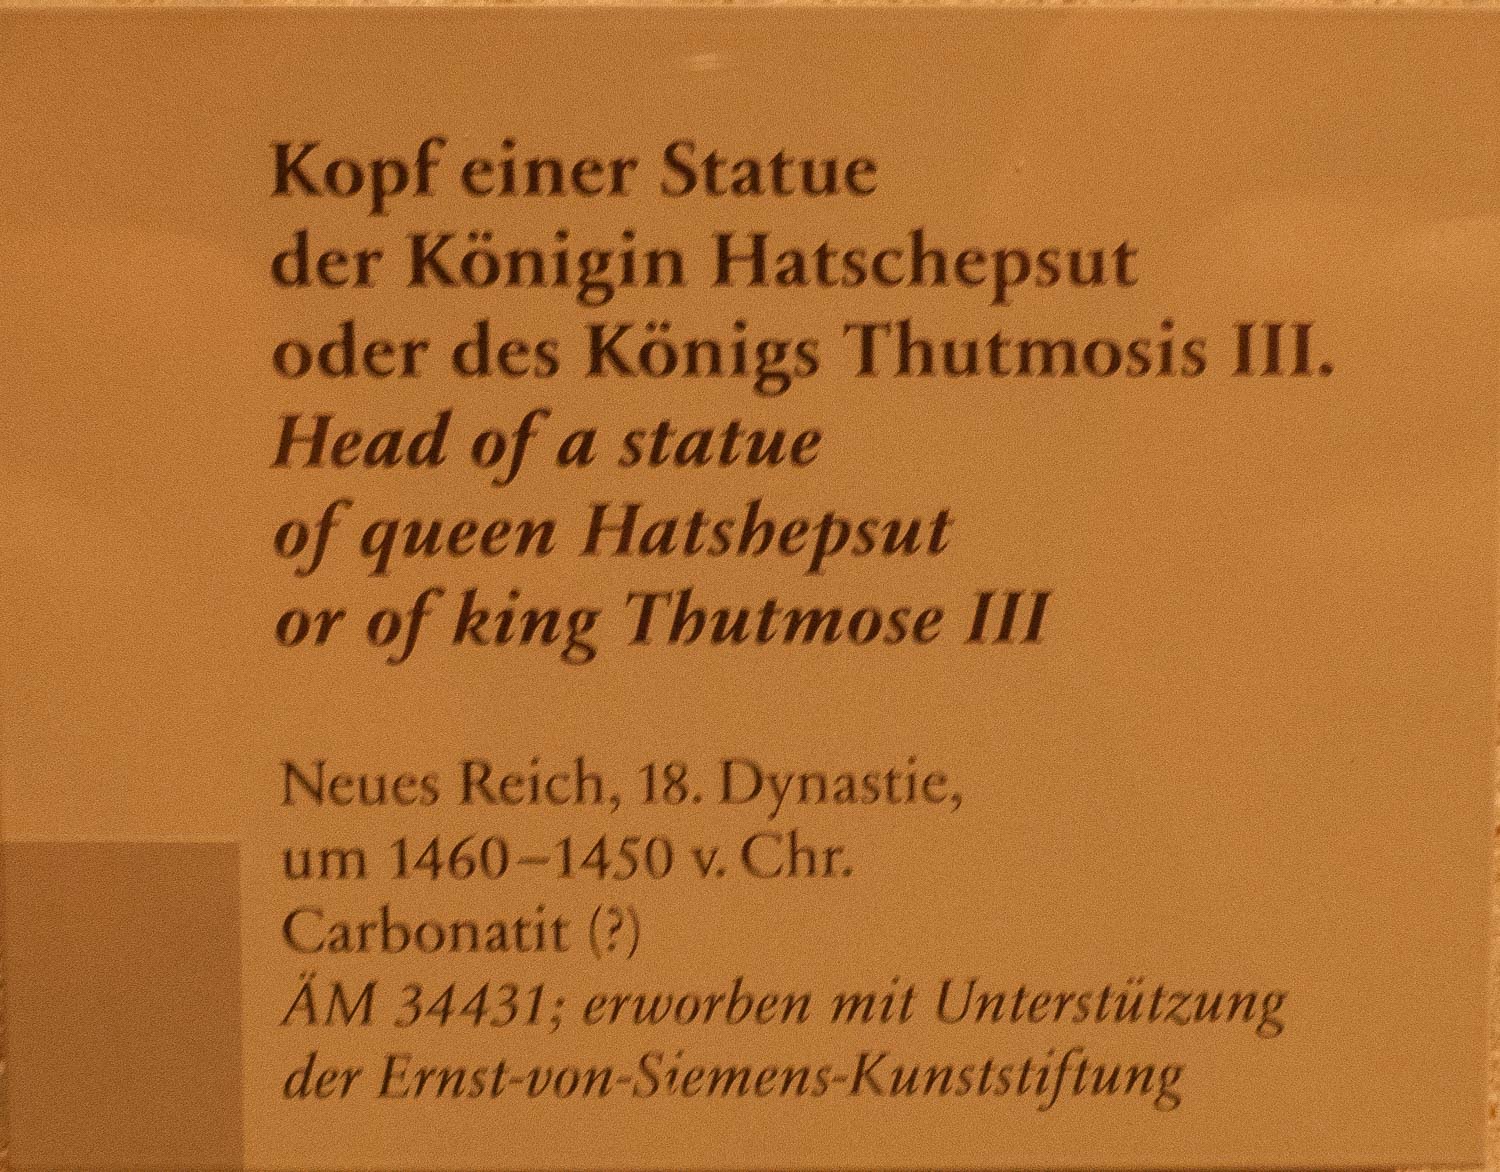 Kopf einer Statue
der Königin Hatschepsut
oder des Königs Thutmosis III.
Head of a statue
of queen Hatshepsut
or of king Thutmose III
Neues Reich, 18. Dynastie,
um 1460–1450 v. Chr.
Carbonatit (?)
ÄM 34431; erworben mit Unterstützung
der Ernst-von-Siemens-Kunststiftung